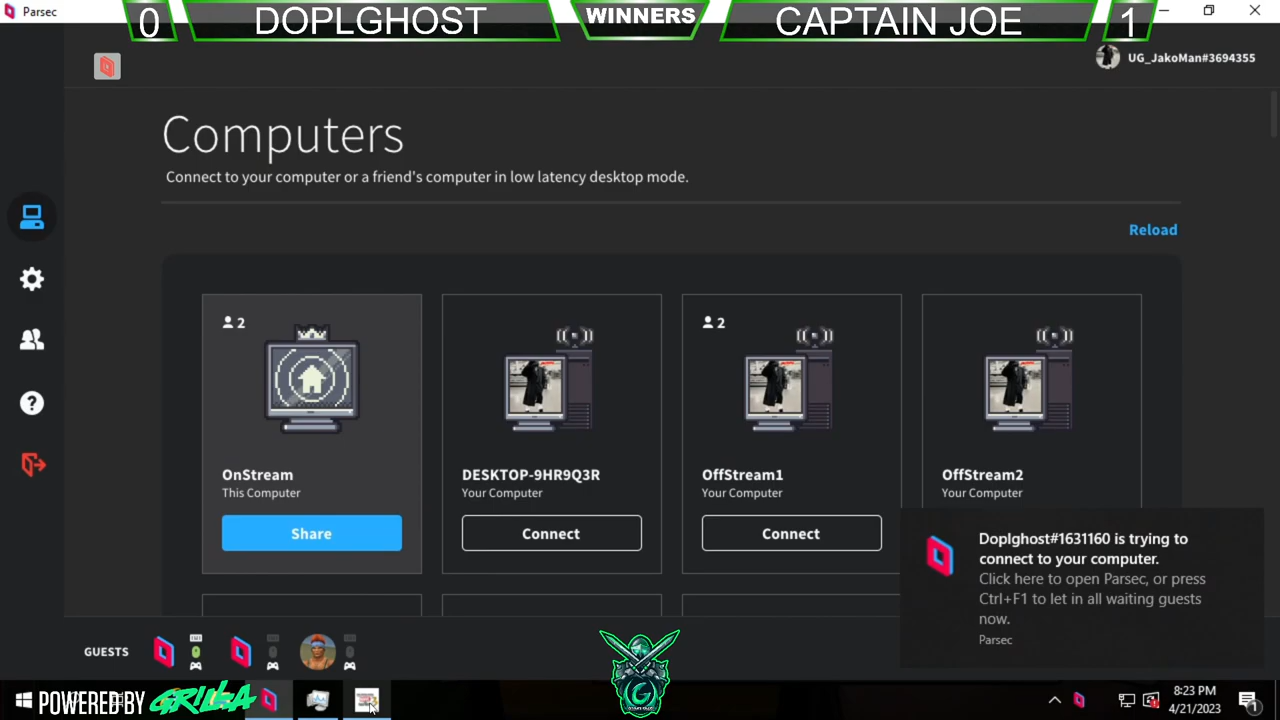 Parsec
0
DOPLGHOST
WINNERS
CAPTAIN JOE
1
UG_JakoMan#3694355
Computers
Connect to your computer or a friend's computer in low latency desktop mode.
Reload
2
OnStream
This Computer
Share
DESKTOP-9HR9Q3R
Your Computer
Connect
2
OffStream1
Your Computer
Connect
OffStream2
Your Computer
Doplghost#1631160 is trying to
connect to your computer.
Click here to open Parsec, or press
Ctrl+F1 to let in all waiting guests
now.
Parsec
GUESTS
POWERED BY GRILLA
G
8:23 PM
4/21/2023
1